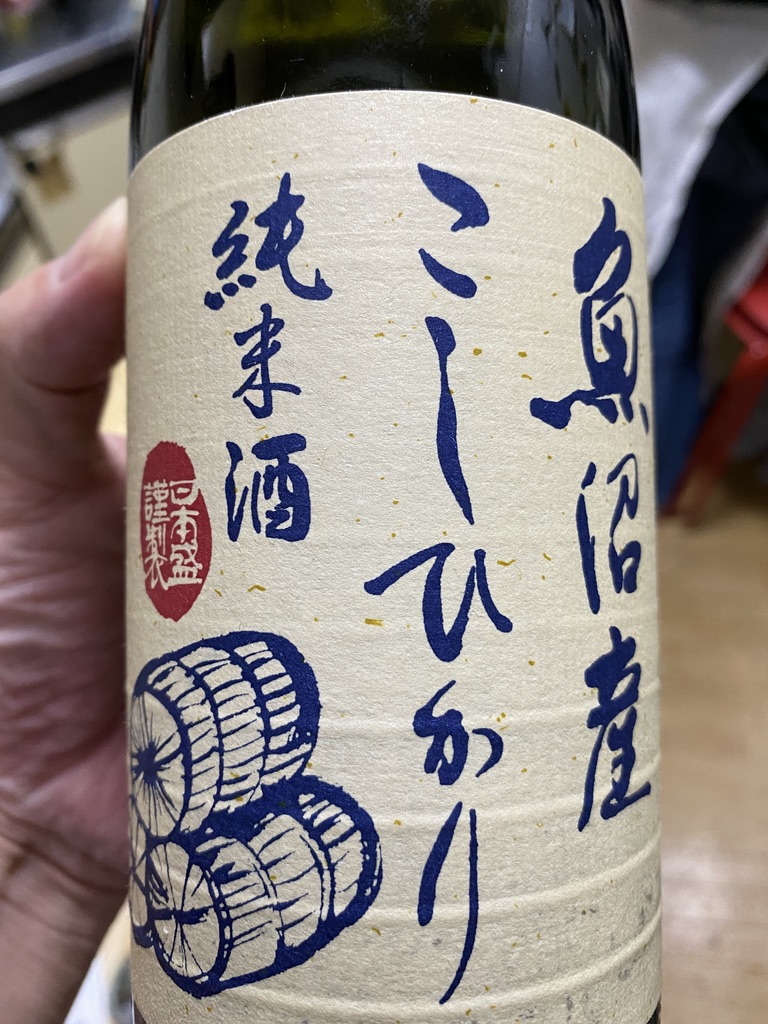 魚沼産
こしひかり
純米酒
日本盛
謹製